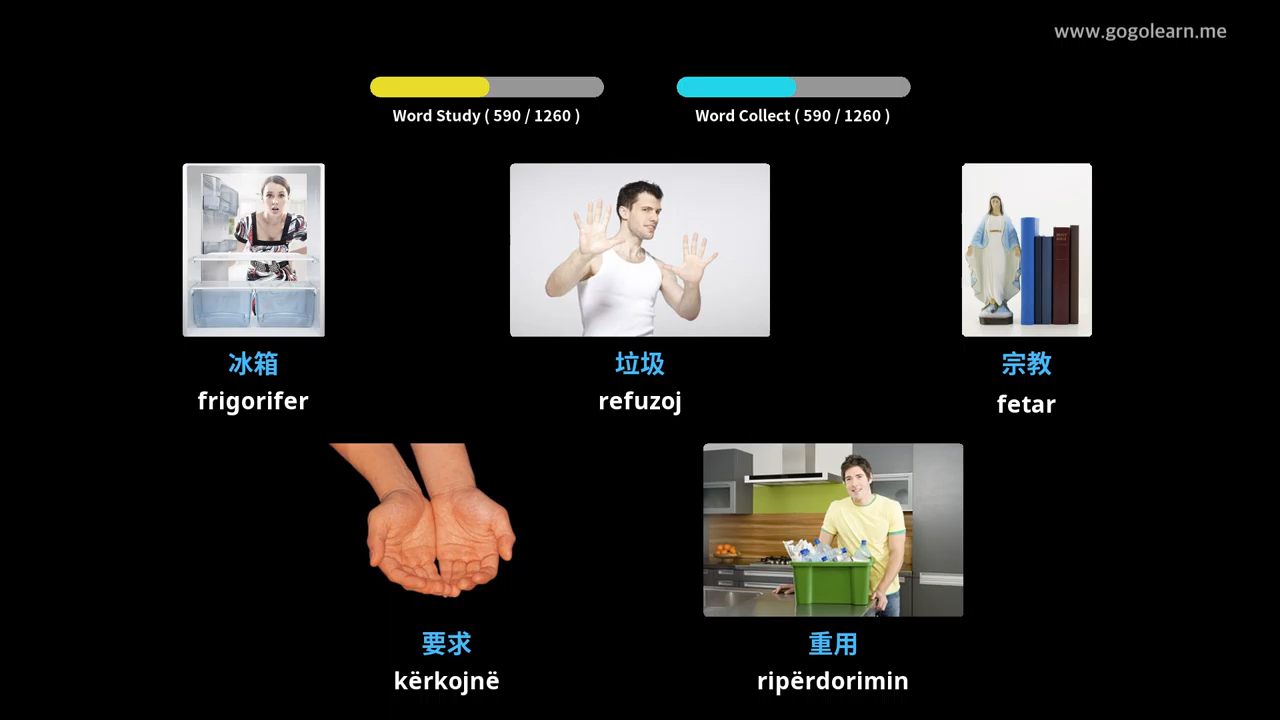 www.gogolearn.me
Word Study ( 590 / 1260 )
Word Collect ( 590 / 1260 )
冰箱
frigorifer
垃圾
refuzoj
宗教
fetar
要求
kërkojnë
重用
ripërdorimin